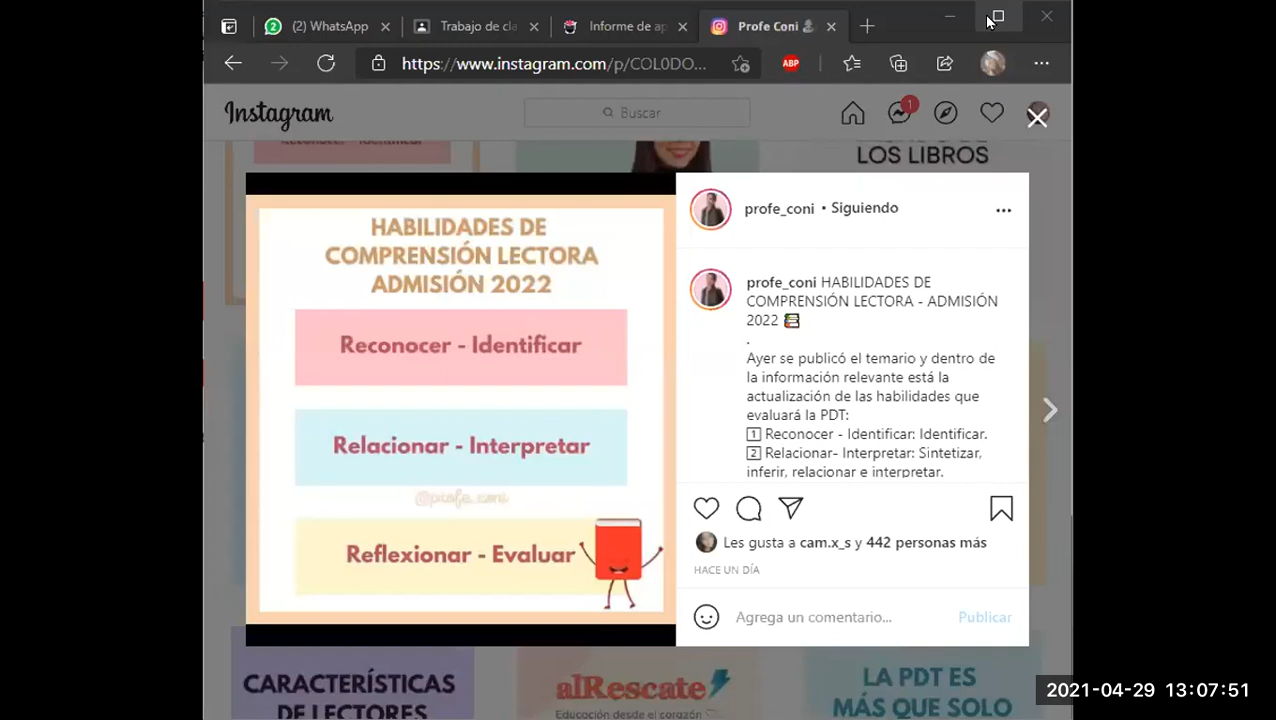 (2) WhatsApp
Trabajo de cla
Informe de ap
Profe Coni
https://www.instagram.com/p/COL0DO...
ABP
Instagram
Buscar
1
LOS LIBROS
HABILIDADES DE
COMPRENSIÓN LECTORA
ADMISIÓN 2022
Reconocer - Identificar
Relacionar - Interpretar
@profe_coni
Reflexionar - Evaluar
profe_coni • Siguiendo
profe_coni HABILIDADES DE
COMPRENSIÓN LECTORA - ADMISIÓN
2022 📚
.
Ayer se publicó el temario y dentro de
la información relevante está la
actualización de las habilidades que
evaluará la PDT:
1️⃣ Reconocer - Identificar: Identificar.
2️⃣ Relacionar- Interpretar: Sintetizar,
inferir, relacionar e interpretar.
Les gusta a cam.x_s y 442 personas más
HACE UN DÍA
Agrega un comentario...
Publicar
CARACTERÍSTICAS
DE LECTORES
alRescate
Educación desde el corazón
LA PDT ES
MÁS QUE SOLO
2021-04-29 13:07:51